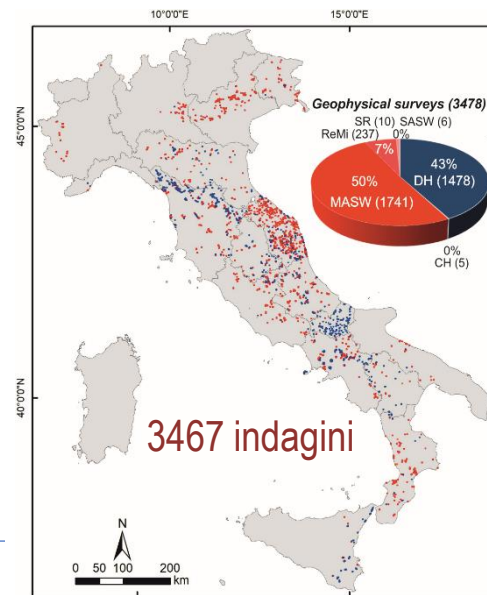 10°0'0"E
15°0'0"E
45°0'0"N
Geophysical surveys (3478)
SR (10) SASW (6)
ReMi (237)
0%
7%
43%
DH (1478)
50%
MASW (1741)
0%
CH (5)
40°0'0"N
3467 indagini
N
0 50 100 200
km